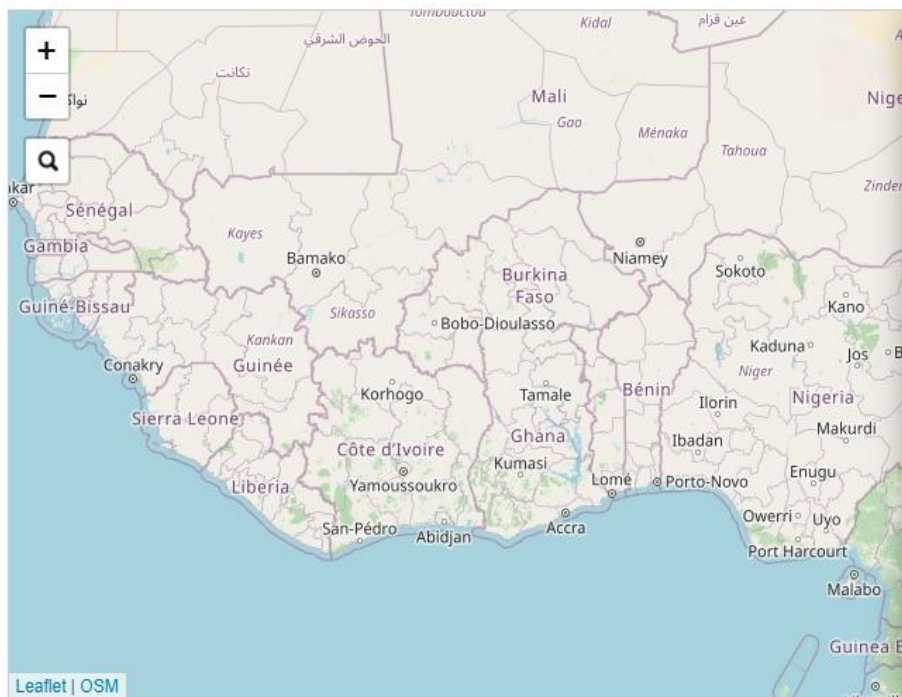 Tombouctou
Kidal
عين قزام
الحوض الشرقي
+
تكانت
−
Mali
Gao
Ménaka
Tahoua
Zinder
Sénégal
Gambia
Kayes
Bamako
Niamey
Sokoto
Burkina
Faso
Guiné-Bissau
Sikasso
Bobo-Dioulasso
Kano
Kankan
Guinée
Kaduna
Jos
Niger
Conakry
Korhogo
Tamale
Bénin
Nigeria
Ilorin
Sierra Leone
Makurdi
Ghana
Ibadan
Côte d'Ivoire
Kumasi
Enugu
Liberia
Yamoussoukro
Lomé
Porto-Novo
San-Pédro
Abidjan
Accra
Owerri
Uyo
Port Harcourt
Malabo
Guinea E
Leaflet | OSM